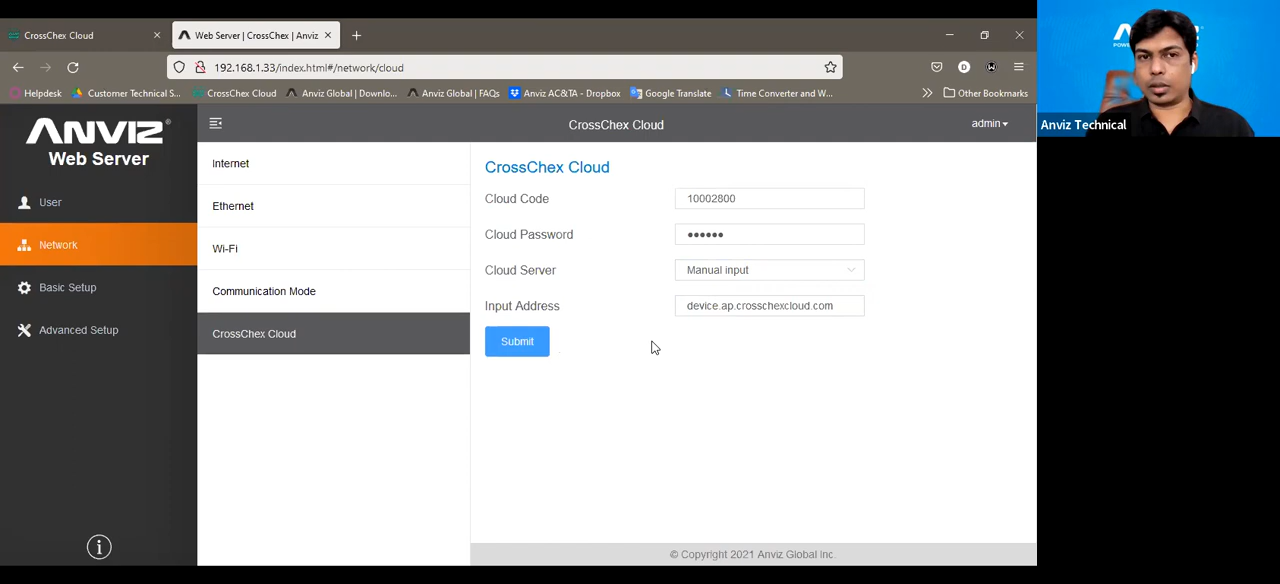 CrossChex Cloud
Web Server | CrossChex | Anviz
192.168.1.33/index.html#/network/cloud
Helpdesk
Customer Technical S...
CrossChex Cloud
Anviz Global | Downlo...
Anviz Global | FAQs
Anviz AC&TA - Dropbox
Google Translate
Time Converter and W...
Other Bookmarks
ANVIZ
Web Server
CrossChex Cloud
admin
User
Network
Basic Setup
Advanced Setup
Internet
Ethernet
Wi-Fi
Communication Mode
CrossChex Cloud
CrossChex Cloud
Cloud Code 10002800
Cloud Password ••••••
Cloud Server Manual input
Input Address device.ap.crosschexcloud.com
Submit
© Copyright 2021 Anviz Global Inc.
Anviz Technical